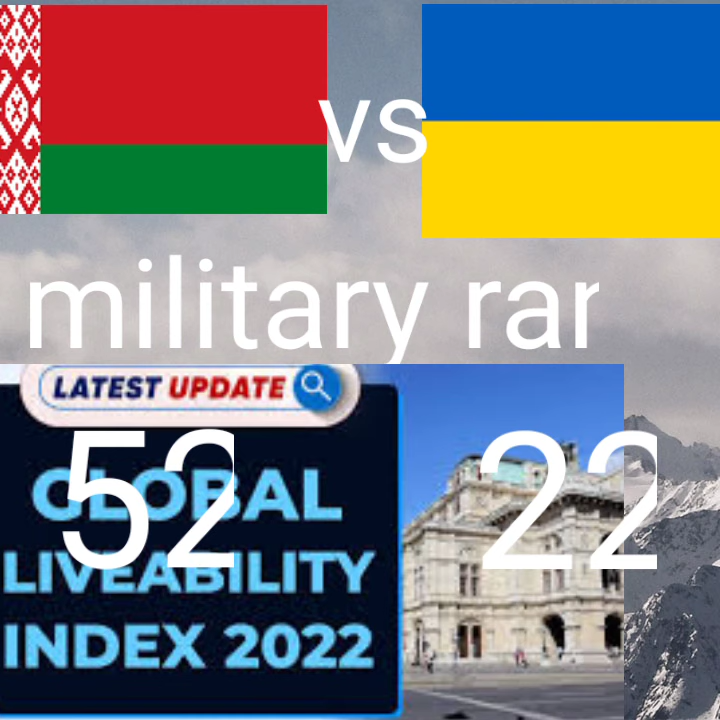 vs
military rar
LATEST UPDATE
52
22
GLOBAL
LIVEABILITY
INDEX 2022